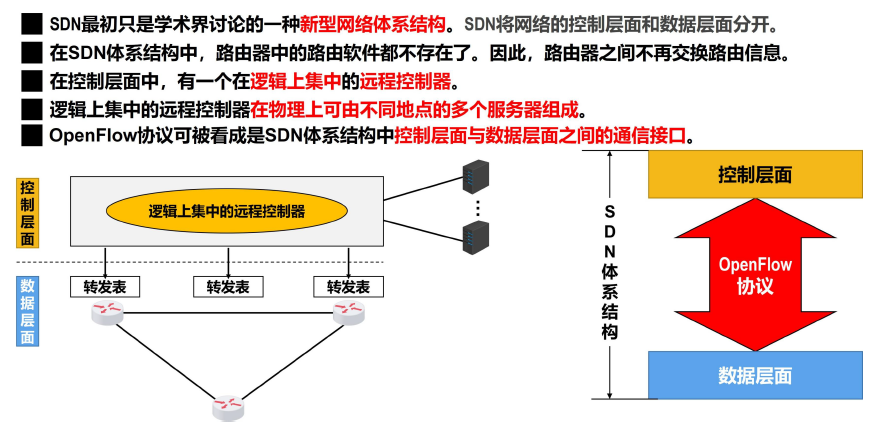 SDN最初只是学术界讨论的一种新型网络体系结构。SDN将网络的控制层面和数据层面分开。
在SDN体系结构中，路由器中的路由软件都不存在了。因此，路由器之间不再交换路由信息。
在控制层面中，有一个在逻辑上集中的远程控制器。
逻辑上集中的远程控制器在物理上可由不同地点的多个服务器组成。
OpenFlow协议可被看成是SDN体系结构中控制层面与数据层面之间的通信接口。
控制层面
逻辑上集中的远程控制器
数据层面
转发表
转发表
转发表
SDN体系结构
控制层面
OpenFlow
协议
数据层面